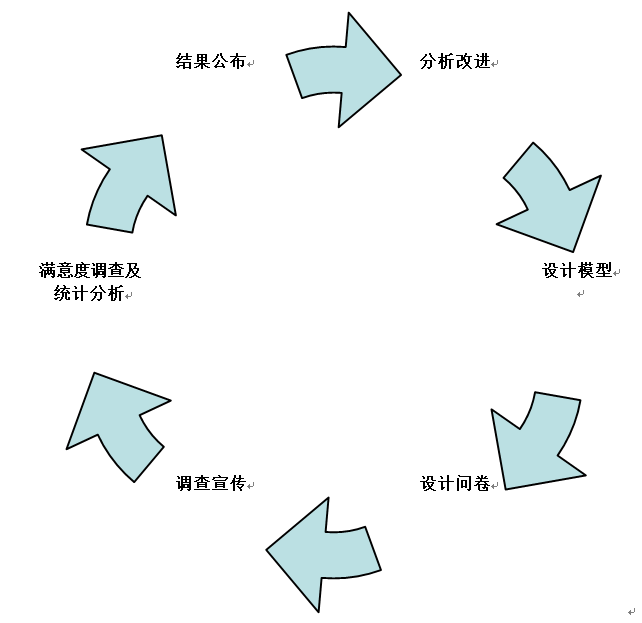 结果公布
分析改进
设计模型
设计问卷
调查宣传
满意度调查及
统计分析